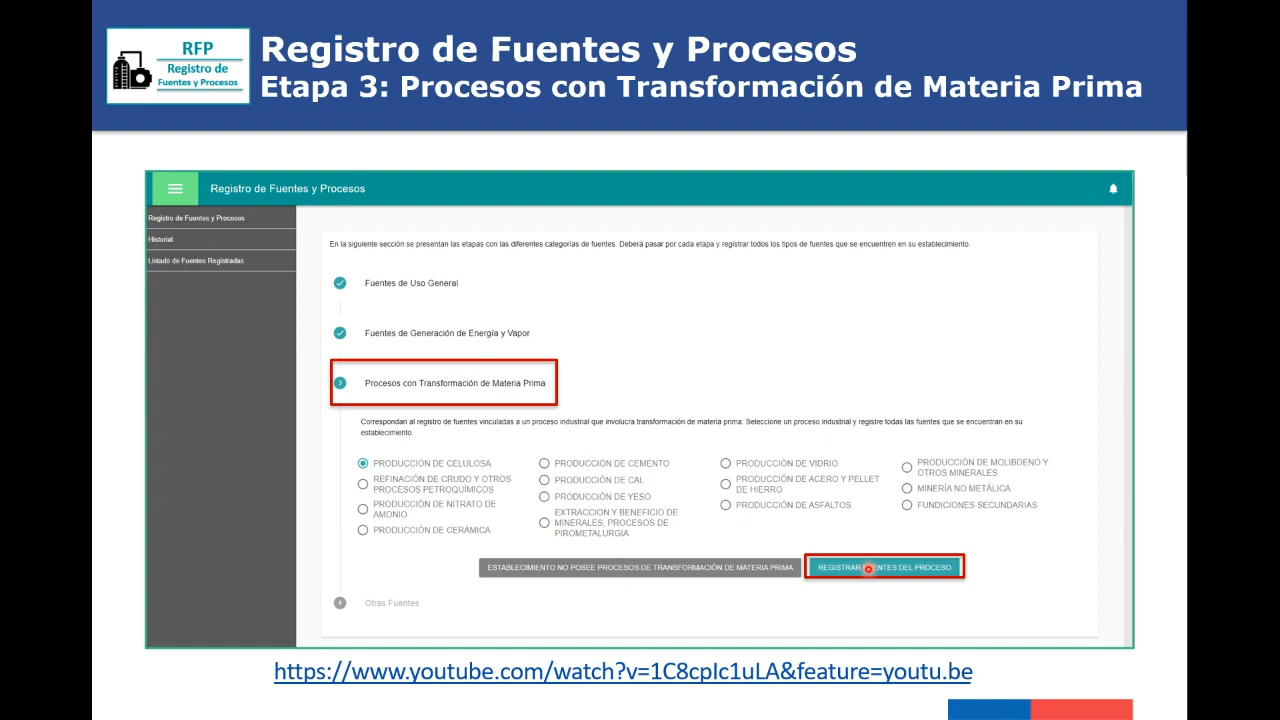 RFP
Registro de
Fuentes y Procesos
Registro de Fuentes y Procesos
Etapa 3: Procesos con Transformación de Materia Prima
Registro de Fuentes y Procesos
Registro de Fuentes y Procesos
Historial
Listado de Fuentes Registradas
En la siguiente sección se presentan las etapas con las diferentes categorías de fuentes. Deberá pasar por cada etapa y registrar todos los tipos de fuentes que se encuentren en su establecimiento.
Fuentes de Uso General
Fuentes de Generación de Energía y Vapor
3 Procesos con Transformación de Materia Prima
Correspondan al registro de fuentes vinculadas a un proceso industrial que involucra transformación de materia prima. Seleccione un proceso industrial y registre todas las fuentes que se encuentran en su
establecimiento.
PRODUCCIÓN DE CELULOSA
REFINACIÓN DE CRUDO Y OTROS
PROCESOS PETROQUÍMICOS
PRODUCCIÓN DE NITRATO DE
AMONIO
PRODUCCIÓN DE CERÁMICA
PRODUCCIÓN DE CEMENTO
PRODUCCIÓN DE CAL
PRODUCCIÓN DE YESO
EXTRACCION Y BENEFICIO DE
MINERALES, PROCESOS DE
PIROMETALURGIA
PRODUCCIÓN DE VIDRIO
PRODUCCIÓN DE ACERO Y PELLET
DE HIERRO
PRODUCCIÓN DE ASFALTOS
PRODUCCIÓN DE MOLIBDENO Y
OTROS MINERALES
MINERÍA NO METÁLICA
FUNDICIONES SECUNDARIAS
ESTABLECIMIENTO NO POSEE PROCESOS DE TRANSFORMACIÓN DE MATERIA PRIMA
REGISTRAR FUENTES DEL PROCESO
4 Otras Fuentes
https://www.youtube.com/watch?v=1C8cpIc1uLA&feature=youtu.be